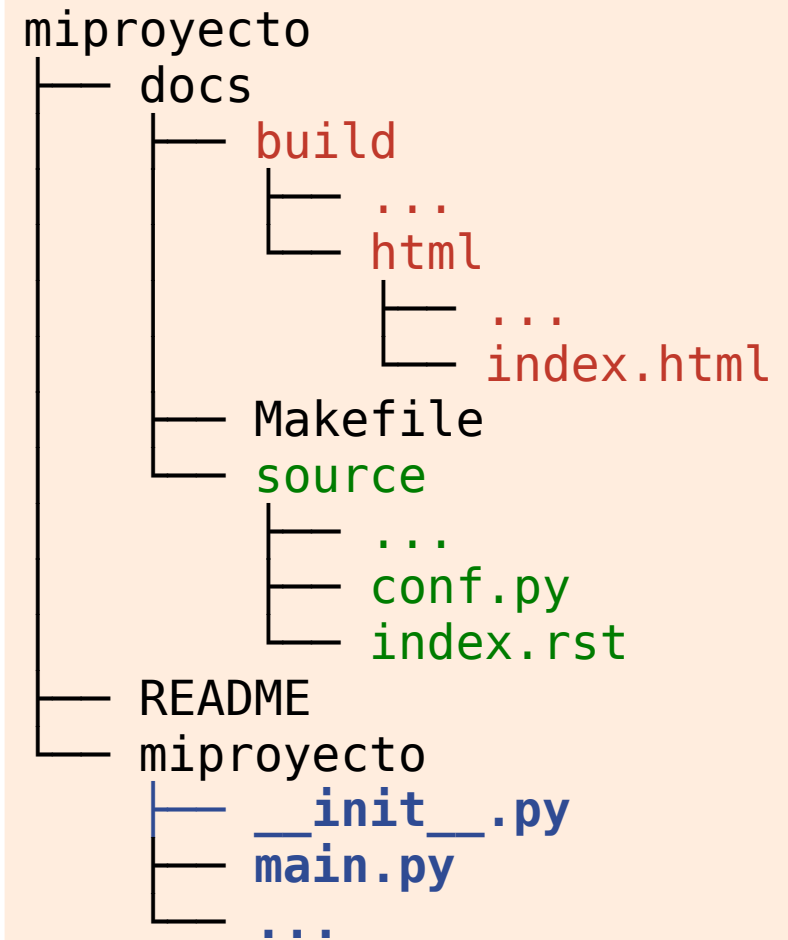 miproyecto
docs
build
...
html
...
index.html
Makefile
source
...
conf.py
index.rst
README
miproyecto
__init__.py
main.py
...